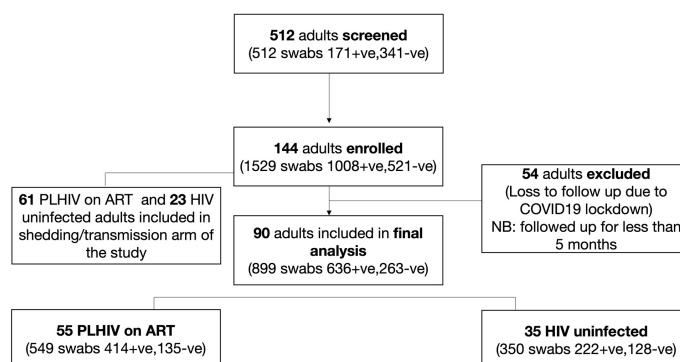 512 adults screened
(512 swabs 171+ve,341-ve)
144 adults enrolled
(1529 swabs 1008+ve,521-ve)
54 adults excluded
(Loss to follow up due to
COVID19 lockdown)
NB: followed up for less than
5 months
61 PLHIV on ART and 23 HIV
uninfected adults included in
shedding/transmission arm of
the study
90 adults included in final
analysis
(899 swabs 636+ve,263-ve)
55 PLHIV on ART
(549 swabs 414+ve,135-ve)
35 HIV uninfected
(350 swabs 222+ve,128-ve)